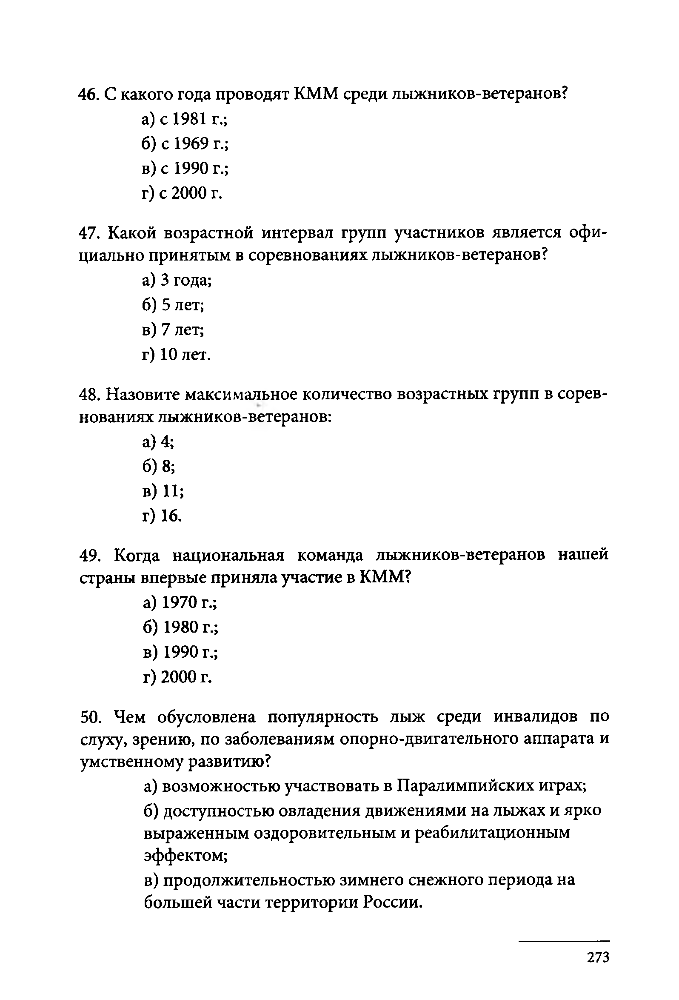 46. С какого года проводят КММ среди лыжников-ветеранов?
а) с 1981 г.;
б) с 1969 г.;
в) с 1990 г.;
г) с 2000 г.
47. Какой возрастной интервал групп участников является офи-
циально принятым в соревнованиях лыжников-ветеранов?
а) 3 года;
б) 5 лет;
в) 7 лет;
г) 10 лет.
48. Назовите максимальное количество возрастных групп в сорев-
нованиях лыжников-ветеранов:
а) 4;
б) 8;
в) 11;
г) 16.
49. Когда национальная команда лыжников-ветеранов нашей
страны впервые приняла участие в КММ?
а) 1970 г.;
б) 1980 г.;
в) 1990 г.;
г) 2000 г.
50. Чем обусловлена популярность лыж среди инвалидов по
слуху, зрению, по заболеваниям опорно-двигательного аппарата и
умственному развитию?
а) возможностью участвовать в Паралимпийских играх;
б) доступностью овладения движениями на лыжах и ярко
выраженным оздоровительным и реабилитационным
эффектом;
в) продолжительностью зимнего снежного периода на
большей части территории России.
273